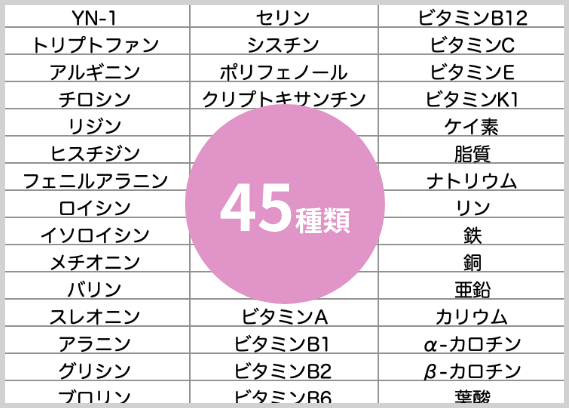 YN-1 セリン ビタミンB12
トリプトファン シスチン ビタミンC
アルギニン ポリフェノール ビタミンE
チロシン クリプトキサンチン ビタミンK1
リジン ケイ素
ヒスチジン 脂質
フェニルアラニン ナトリウム
ロイシン リン
イソロイシン 鉄
メチオニン 銅
バリン 亜鉛
45種類
スレオニン ビタミンA カリウム
アラニン ビタミンB1 α-カロチン
グリシン ビタミンB2 β-カロチン
プロリン ビタミンB6 葉酸